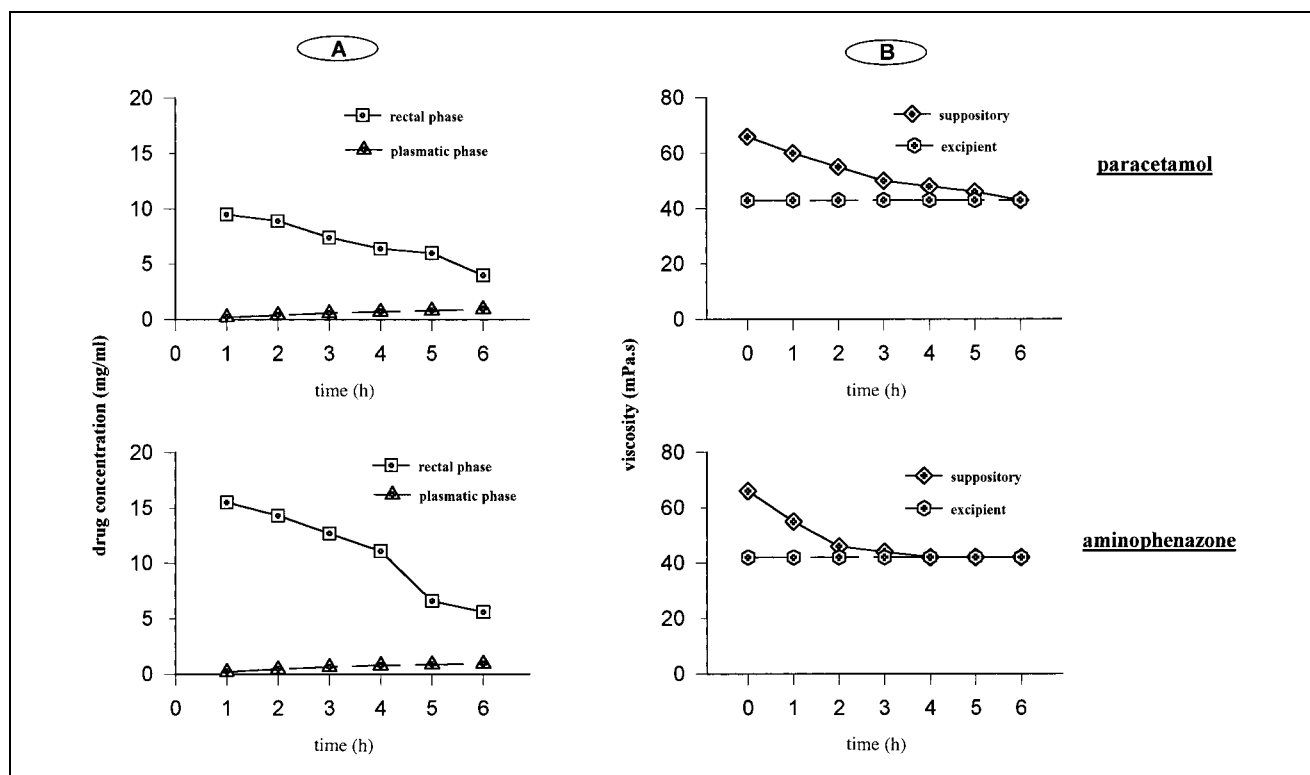 A
B
20
15
10
5
0
rectal phase
plasmatic phase
0 1 2 3 4 5 6
time (h)
80
60
40
20
0
suppository
excipient
0 1 2 3 4 5 6
time (h)
paracetamol
drug concentration (mg/ml)
viscosity (mPa.s)
20
15
10
5
0
rectal phase
plasmatic phase
0 1 2 3 4 5 6
time (h)
80
60
40
20
0
suppository
excipient
0 1 2 3 4 5 6
time (h)
aminophenazone